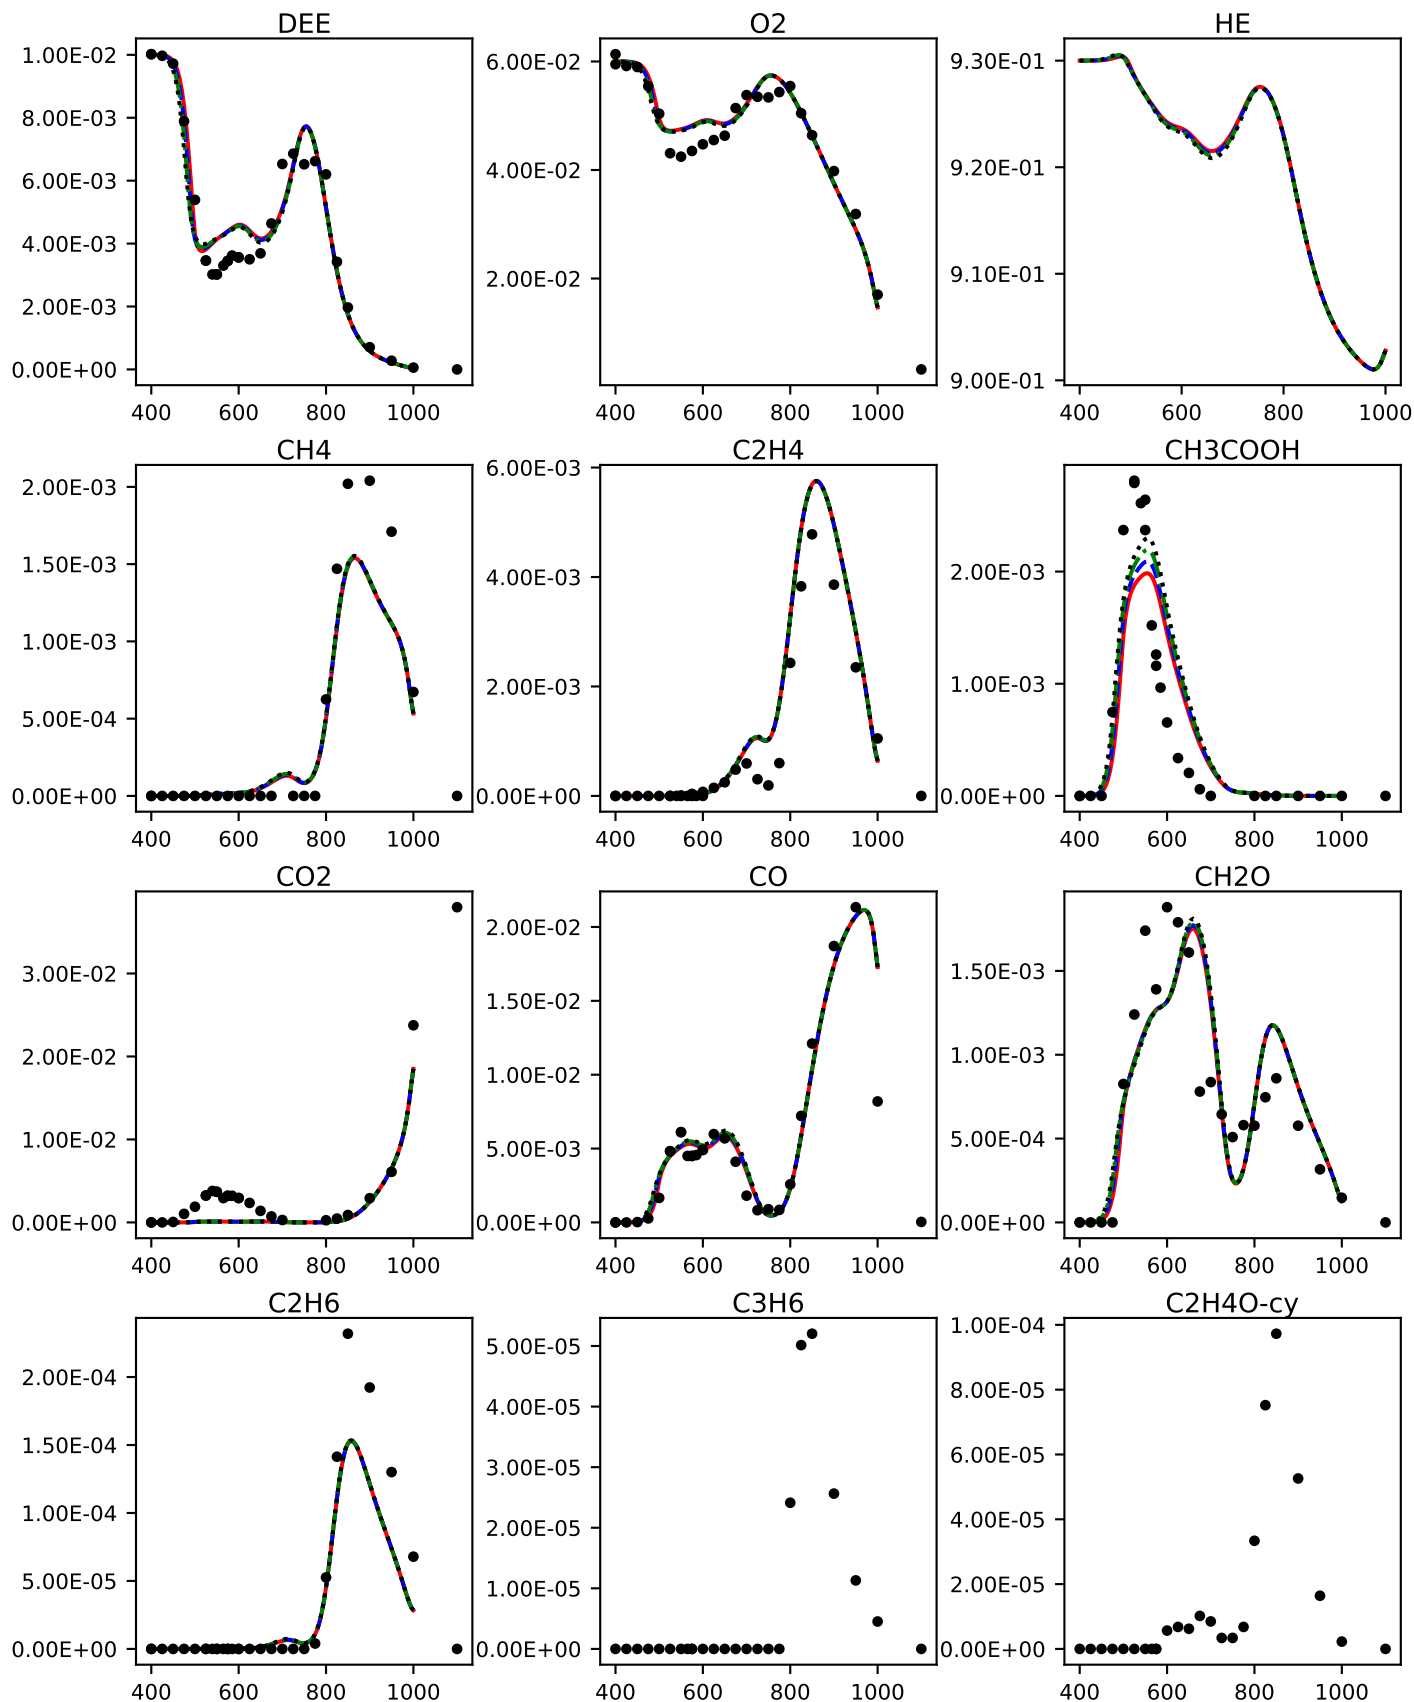 DEE
O2
HE
1.00E-02
8.00E-03
6.00E-03
4.00E-03
2.00E-03
0.00E+00
6.00E-02
4.00E-02
2.00E-02
9.30E-01
9.20E-01
9.10E-01
9.00E-01
400 600 800 1000
400 600 800 1000
400 600 800 1000
CH4
C2H4
CH3COOH
2.00E-03
1.50E-03
1.00E-03
5.00E-04
0.00E+00
6.00E-03
4.00E-03
2.00E-03
0.00E+00
2.00E-03
1.00E-03
0.00E+00
400 600 800 1000
400 600 800 1000
400 600 800 1000
CO2
CO
CH2O
3.00E-02
2.00E-02
1.00E-02
0.00E+00
2.00E-02
1.50E-02
1.00E-02
5.00E-03
0.00E+00
1.50E-03
1.00E-03
5.00E-04
0.00E+00
400 600 800 1000
400 600 800 1000
400 600 800 1000
C2H6
C3H6
C2H4O-cy
2.00E-04
1.50E-04
1.00E-04
5.00E-05
0.00E+00
5.00E-05
4.00E-05
3.00E-05
2.00E-05
1.00E-05
0.00E+00
1.00E-04
8.00E-05
6.00E-05
4.00E-05
2.00E-05
0.00E+00
400 600 800 1000
400 600 800 1000
400 600 800 1000